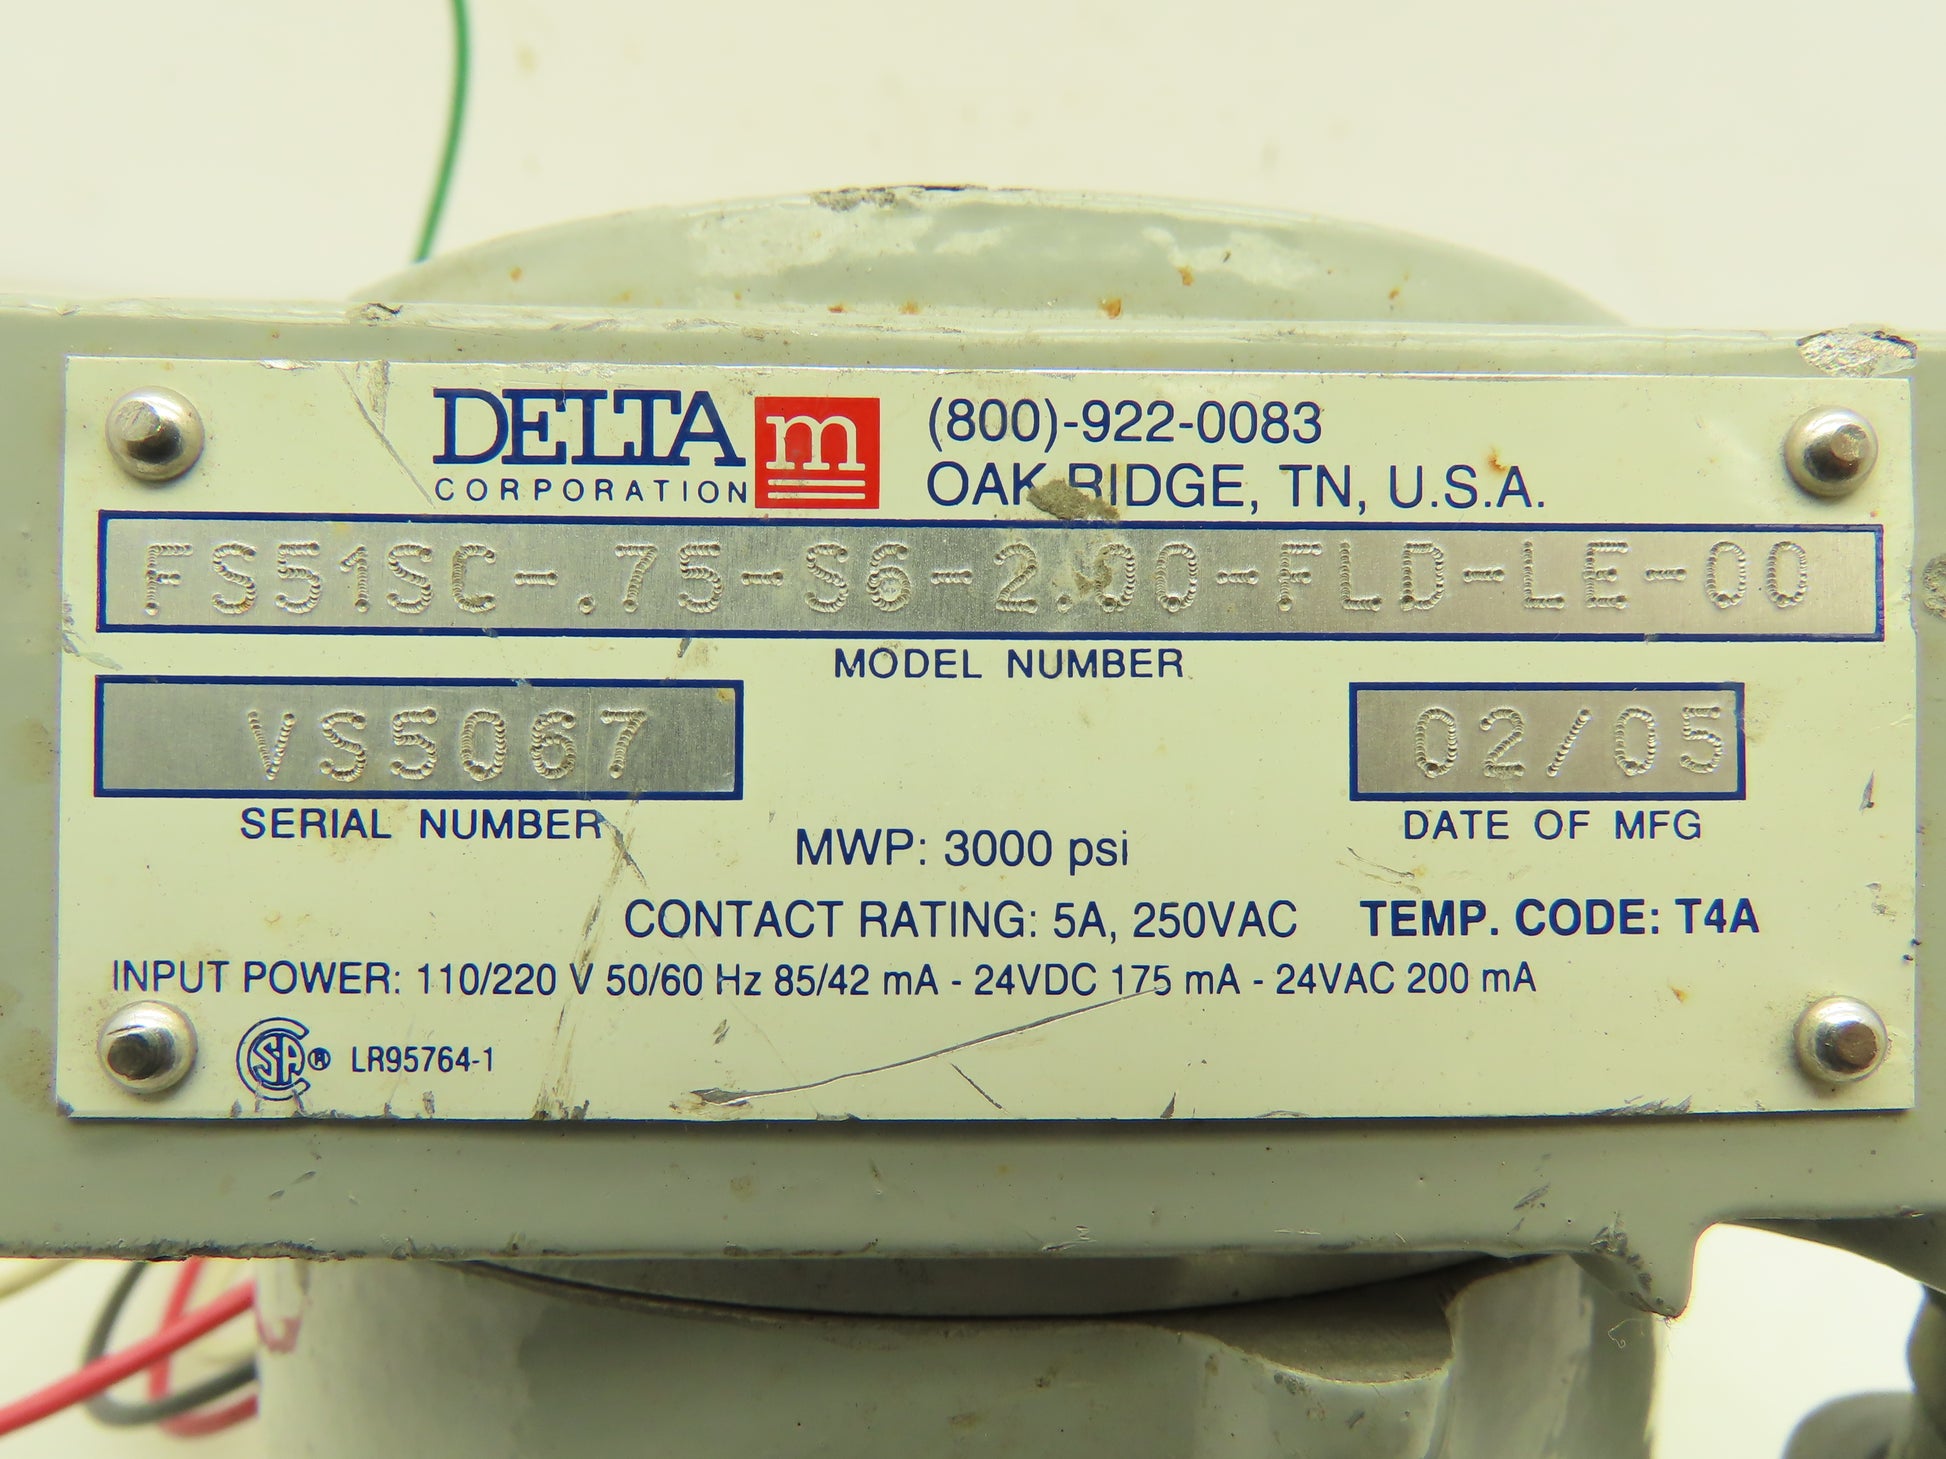 DELTA m (800)-922-0083
CORPORATION OAK RIDGE, TN, U.S.A.
FS51SC-.75-S6-2.00-FLD-LE-00
MODEL NUMBER
VS5067 02/05
SERIAL NUMBER DATE OF MFG
MWP: 3000 psi
CONTACT RATING: 5A, 250VAC TEMP. CODE: T4A
INPUT POWER: 110/220 V 50/60 Hz 85/42 mA - 24VDC 175 mA - 24VAC 200 mA
CSA® LR95764-1